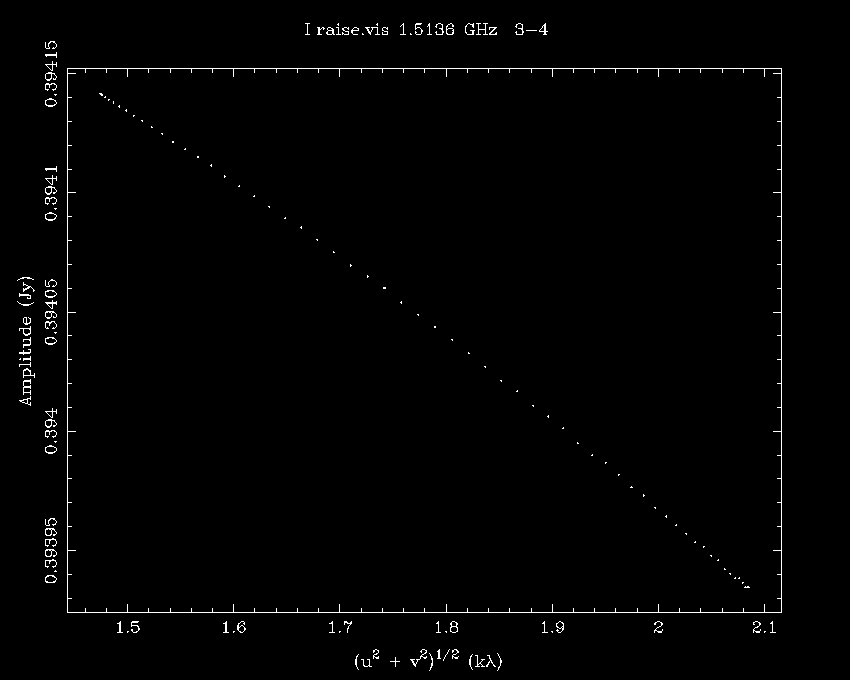 I raise.vis 1.5136 GHz 3-4
0.39415
0.3941
0.39405
0.394
0.39395
Amplitude (Jy)
1.5 1.6 1.7 1.8 1.9 2 2.1
(u² + v²)^1/2 (kλ)